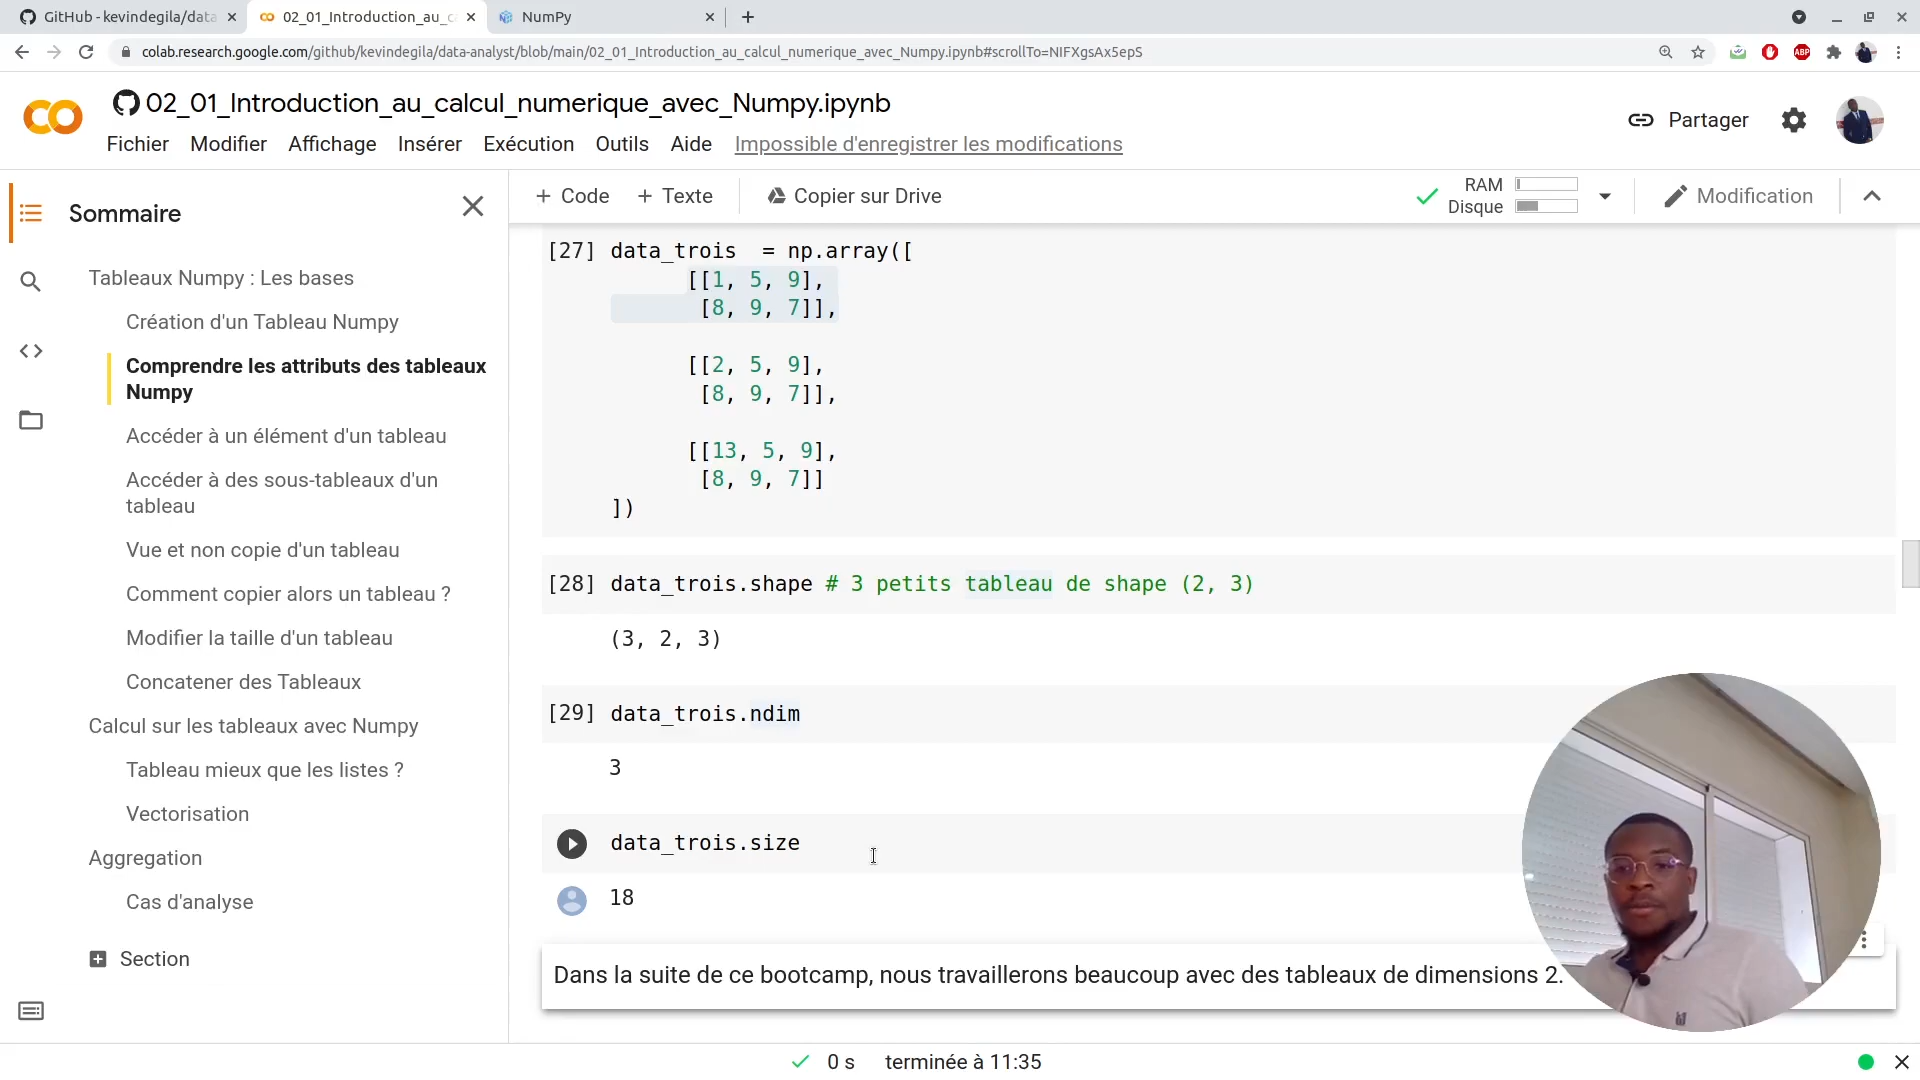 GitHub - kevindegila/data
02_01_Introduction_au_c
NumPy
colab.research.google.com/github/kevindegila/data-analyst/blob/main/02_01_Introduction_au_calcul_numerique_avec_Numpy.ipynb#scrollTo=NIFXgsAx5epS
ABP
02_01_Introduction_au_calcul_numerique_avec_Numpy.ipynb
Partager
Fichier Modifier Affichage Insérer Exécution Outils Aide Impossible d'enregistrer les modifications
+ Code + Texte Copier sur Drive
RAM
Disque
Modification
Sommaire
Tableaux Numpy : Les bases
Création d'un Tableau Numpy
Comprendre les attributs des tableaux
Numpy
Accéder à un élément d'un tableau
Accéder à des sous-tableaux d'un
tableau
Vue et non copie d'un tableau
Comment copier alors un tableau ?
Modifier la taille d'un tableau
Concatener des Tableaux
Calcul sur les tableaux avec Numpy
Tableau mieux que les listes ?
Vectorisation
Aggregation
Cas d'analyse
Section
[27] data_trois  = np.array([
[[1, 5, 9],
[8, 9, 7]],
[[2, 5, 9],
[8, 9, 7]],
[[13, 5, 9],
[8, 9, 7]]
])
[28] data_trois.shape # 3 petits tableau de shape (2, 3)
(3, 2, 3)
[29] data_trois.ndim
3
data_trois.size
18
Dans la suite de ce bootcamp, nous travaillerons beaucoup avec des tableaux de dimensions 2.
0 s terminée à 11:35